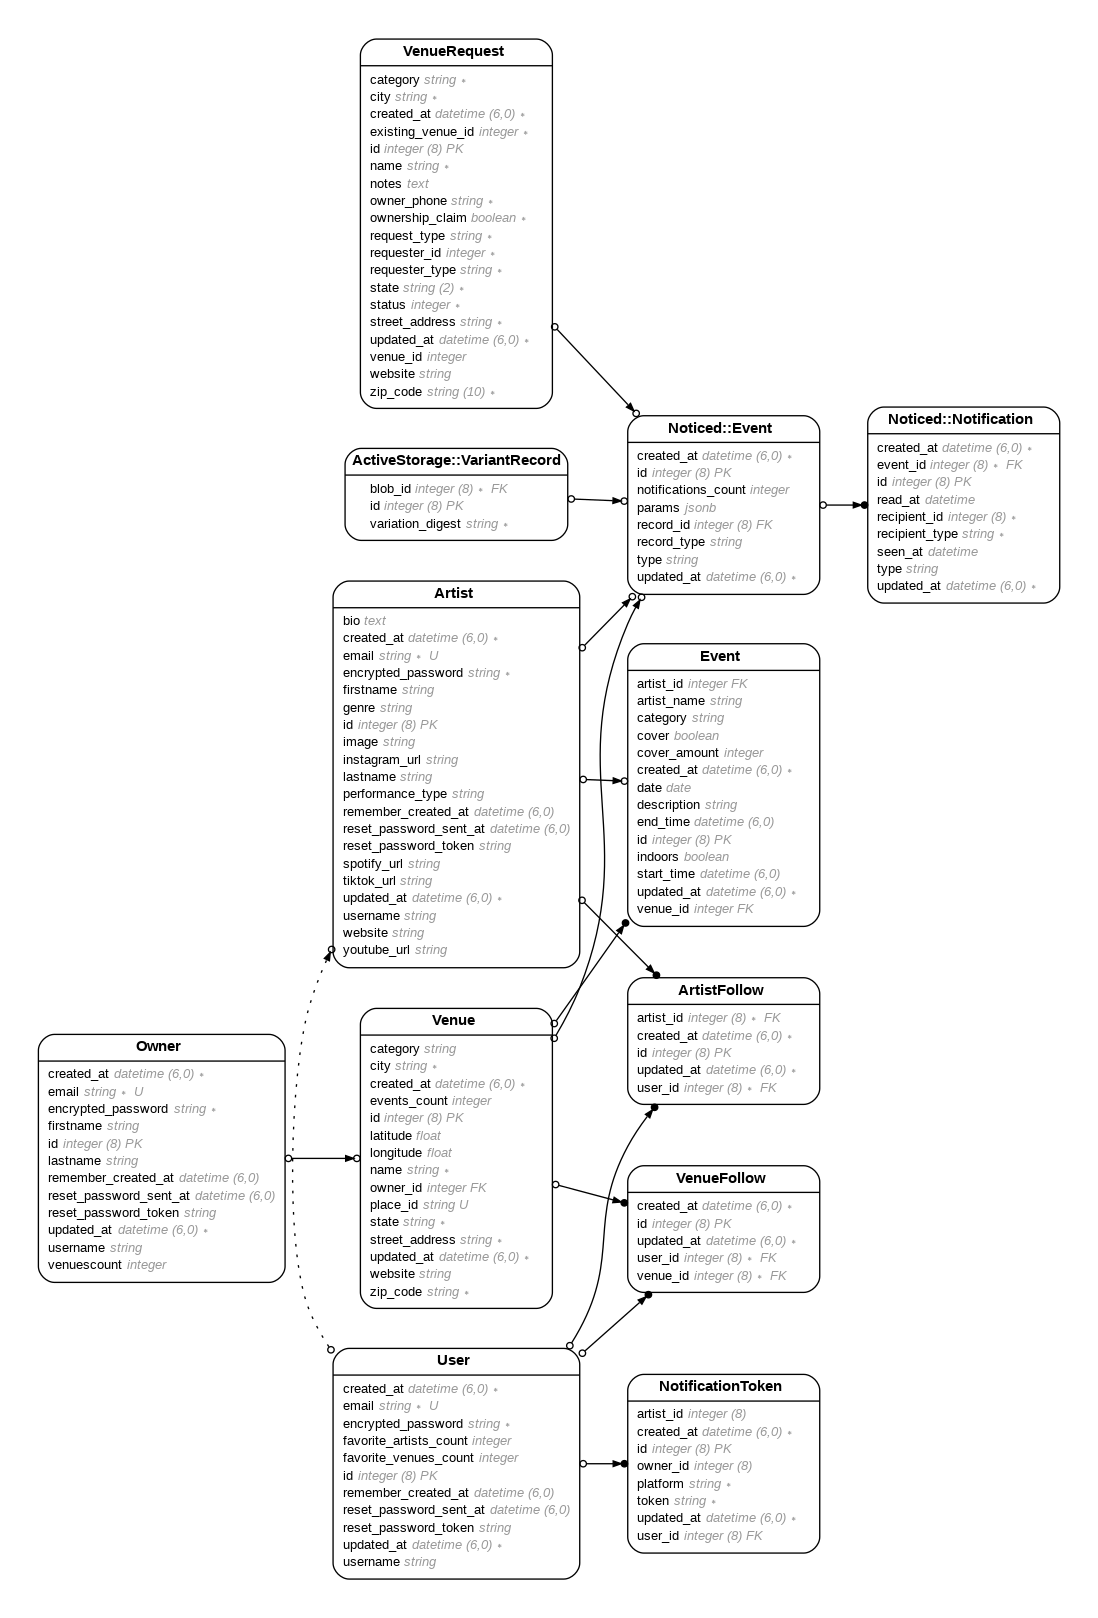 VenueRequest
category string ∗
city string ∗
created_at datetime (6,0) ∗
existing_venue_id integer ∗
id integer (8) PK
name string ∗
notes text
owner_phone string ∗
ownership_claim boolean ∗
request_type string ∗
requester_id integer ∗
requester_type string ∗
state string (2) ∗
status integer ∗
street_address string ∗
updated_at datetime (6,0) ∗
venue_id integer
website string
zip_code string (10) ∗
Noticed::Event
created_at datetime (6,0) ∗
id integer (8) PK
notifications_count integer
params jsonb
record_id integer (8) FK
record_type string
type string
updated_at datetime (6,0) ∗
Noticed::Notification
created_at datetime (6,0) ∗
event_id integer (8) ∗ FK
id integer (8) PK
read_at datetime
recipient_id integer (8) ∗
recipient_type string ∗
seen_at datetime
type string
updated_at datetime (6,0) ∗
ActiveStorage::VariantRecord
blob_id integer (8) ∗ FK
id integer (8) PK
variation_digest string ∗
Artist
bio text
created_at datetime (6,0) ∗
email string ∗ U
encrypted_password string ∗
firstname string
genre string
id integer (8) PK
image string
instagram_url string
lastname string
performance_type string
remember_created_at datetime (6,0)
reset_password_sent_at datetime (6,0)
reset_password_token string
spotify_url string
tiktok_url string
updated_at datetime (6,0) ∗
username string
website string
youtube_url string
Event
artist_id integer FK
artist_name string
category string
cover boolean
cover_amount integer
created_at datetime (6,0) ∗
date date
description string
end_time datetime (6,0)
id integer (8) PK
indoors boolean
start_time datetime (6,0)
updated_at datetime (6,0) ∗
venue_id integer FK
ArtistFollow
artist_id integer (8) ∗ FK
created_at datetime (6,0) ∗
id integer (8) PK
updated_at datetime (6,0) ∗
user_id integer (8) ∗ FK
Owner
created_at datetime (6,0) ∗
email string ∗ U
encrypted_password string ∗
firstname string
id integer (8) PK
lastname string
remember_created_at datetime (6,0)
reset_password_sent_at datetime (6,0)
reset_password_token string
updated_at datetime (6,0) ∗
username string
venuescount integer
Venue
category string
city string ∗
created_at datetime (6,0) ∗
events_count integer
id integer (8) PK
latitude float
longitude float
name string ∗
owner_id integer FK
place_id string U
state string ∗
street_address string ∗
updated_at datetime (6,0) ∗
website string
zip_code string ∗
VenueFollow
created_at datetime (6,0) ∗
id integer (8) PK
updated_at datetime (6,0) ∗
user_id integer (8) ∗ FK
venue_id integer (8) ∗ FK
User
created_at datetime (6,0) ∗
email string ∗ U
encrypted_password string ∗
favorite_artists_count integer
favorite_venues_count integer
id integer (8) PK
remember_created_at datetime (6,0)
reset_password_sent_at datetime (6,0)
reset_password_token string
updated_at datetime (6,0) ∗
username string
NotificationToken
artist_id integer (8)
created_at datetime (6,0) ∗
id integer (8) PK
owner_id integer (8)
platform string ∗
token string ∗
updated_at datetime (6,0) ∗
user_id integer (8) FK